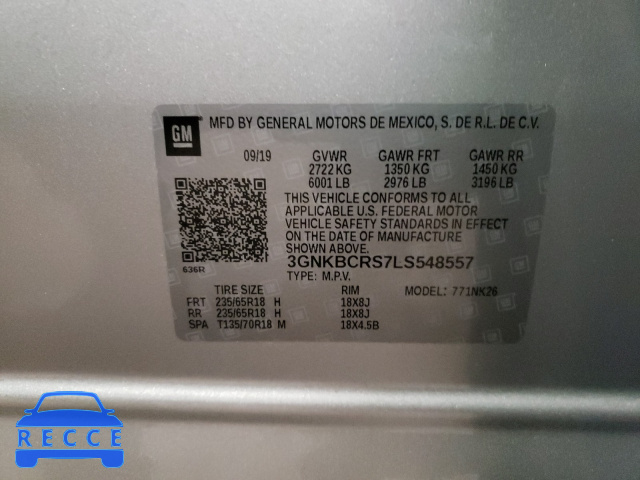 GM
MFD BY GENERAL MOTORS DE MEXICO, S. DE R.L. DE C.V.
09/19 GVWR GAWR FRT GAWR RR
2722 KG 1350 KG 1450 KG
6001 LB 2976 LB 3196 LB
THIS VEHICLE CONFORMS TO ALL
APPLICABLE U.S. FEDERAL MOTOR
VEHICLE SAFETY STANDARDS IN EFFECT
ON THE DATE OF MANUFACTURE
SHOWN ABOVE.
636R 3GNKBCRS7LS548557
TYPE: M.P.V.
TIRE SIZE RIM MODEL: 771NK26
FRT 235/65R18 H 18X8J
RR 235/65R18 H 18X8J
SPA T135/70R18 M 18X4.5B
RECCE